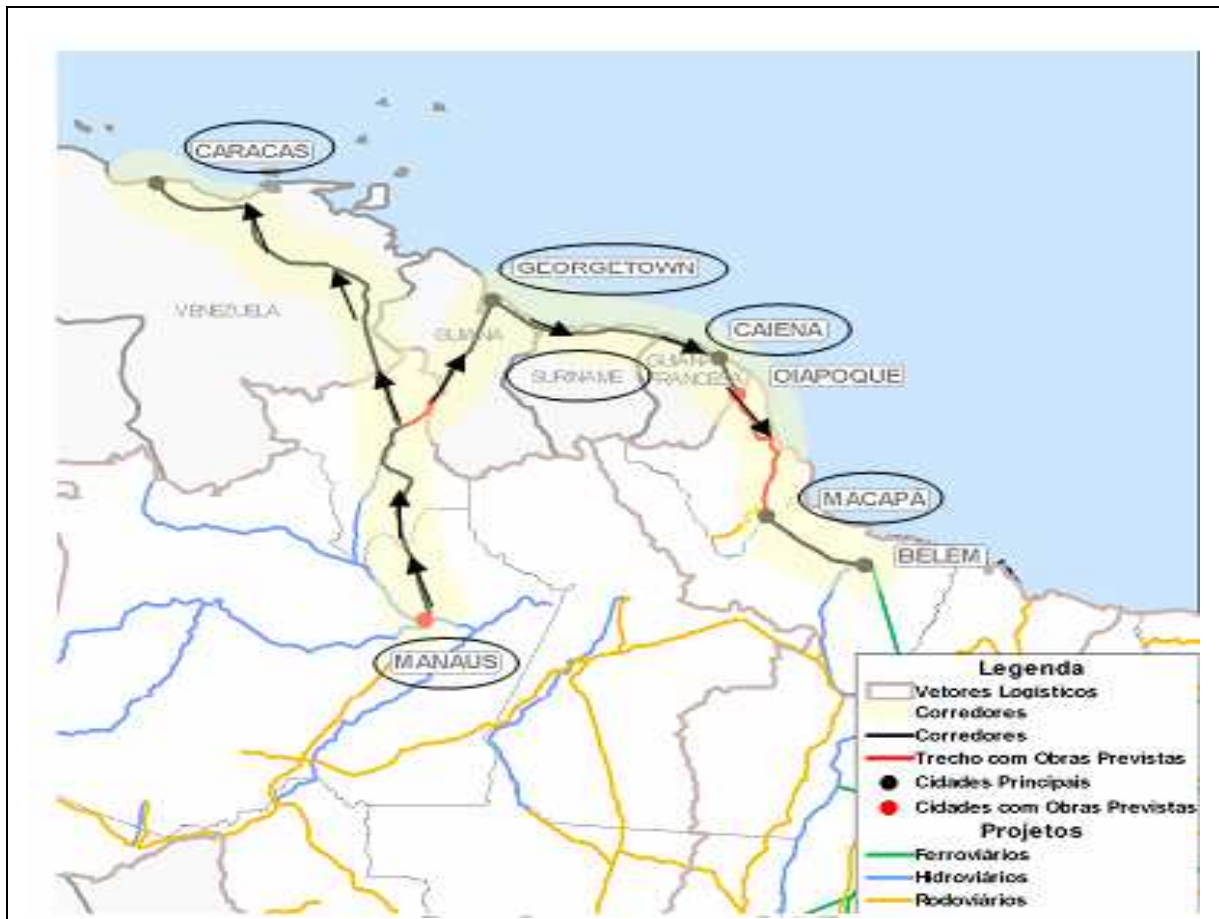 CARACAS
GEORGETOWN
VENEZUELA
GUIANA
CAIENA
SURINAME
GUIANA
FRANCESA
OIAPOQUE
MACAPÁ
BELEM
MANAUS
Legenda
Vetores Logísticos
Corredores
Corredores
Trecho com Obras Previstas
Cidades Principais
Cidades com Obras Previstas
Projetos
Ferroviários
Hidroviários
Rodoviários